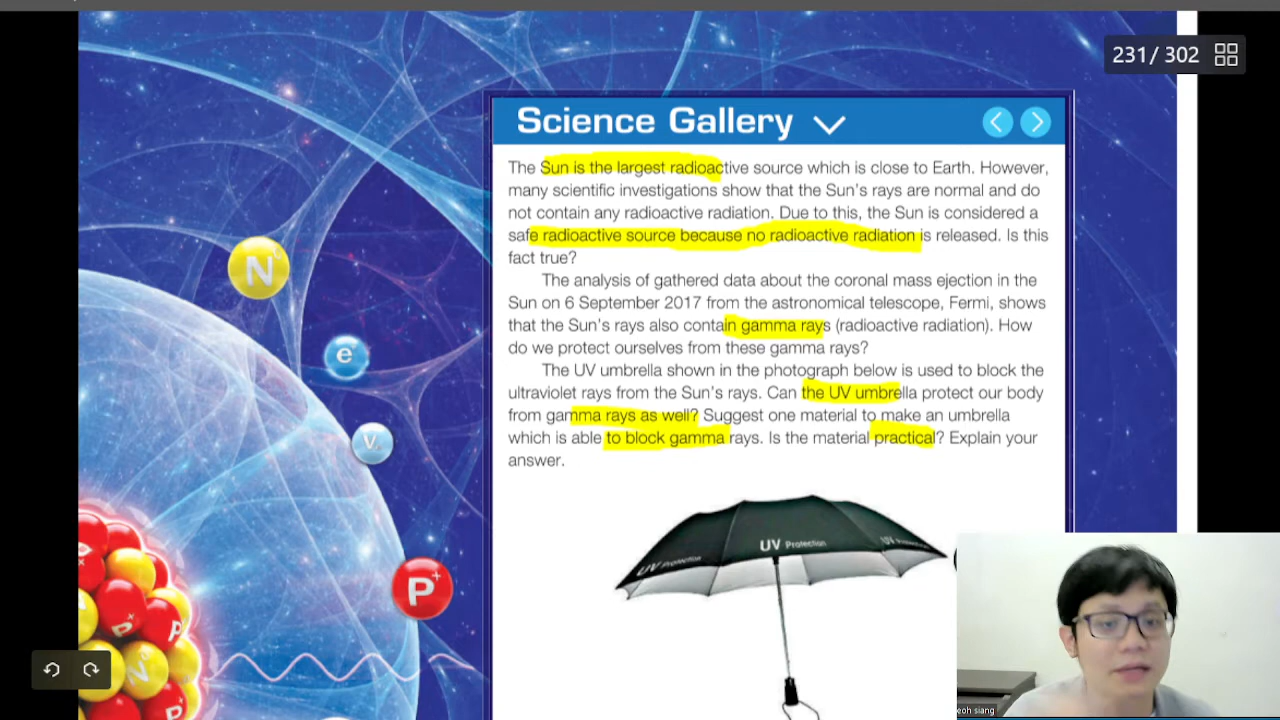 231/ 302
Science Gallery
The Sun is the largest radioactive source which is close to Earth. However,
many scientific investigations show that the Sun's rays are normal and do
not contain any radioactive radiation. Due to this, the Sun is considered a
safe radioactive source because no radioactive radiation is released. Is this
fact true?
The analysis of gathered data about the coronal mass ejection in the
Sun on 6 September 2017 from the astronomical telescope, Fermi, shows
that the Sun's rays also contain gamma rays (radioactive radiation). How
do we protect ourselves from these gamma rays?
The UV umbrella shown in the photograph below is used to block the
ultraviolet rays from the Sun's rays. Can the UV umbrella protect our body
from gamma rays as well? Suggest one material to make an umbrella
which is able to block gamma rays. Is the material practical? Explain your
answer.
N
e⁻
P⁺
P⁺
P
UV Protection
UV Protection
UV
eoh siang